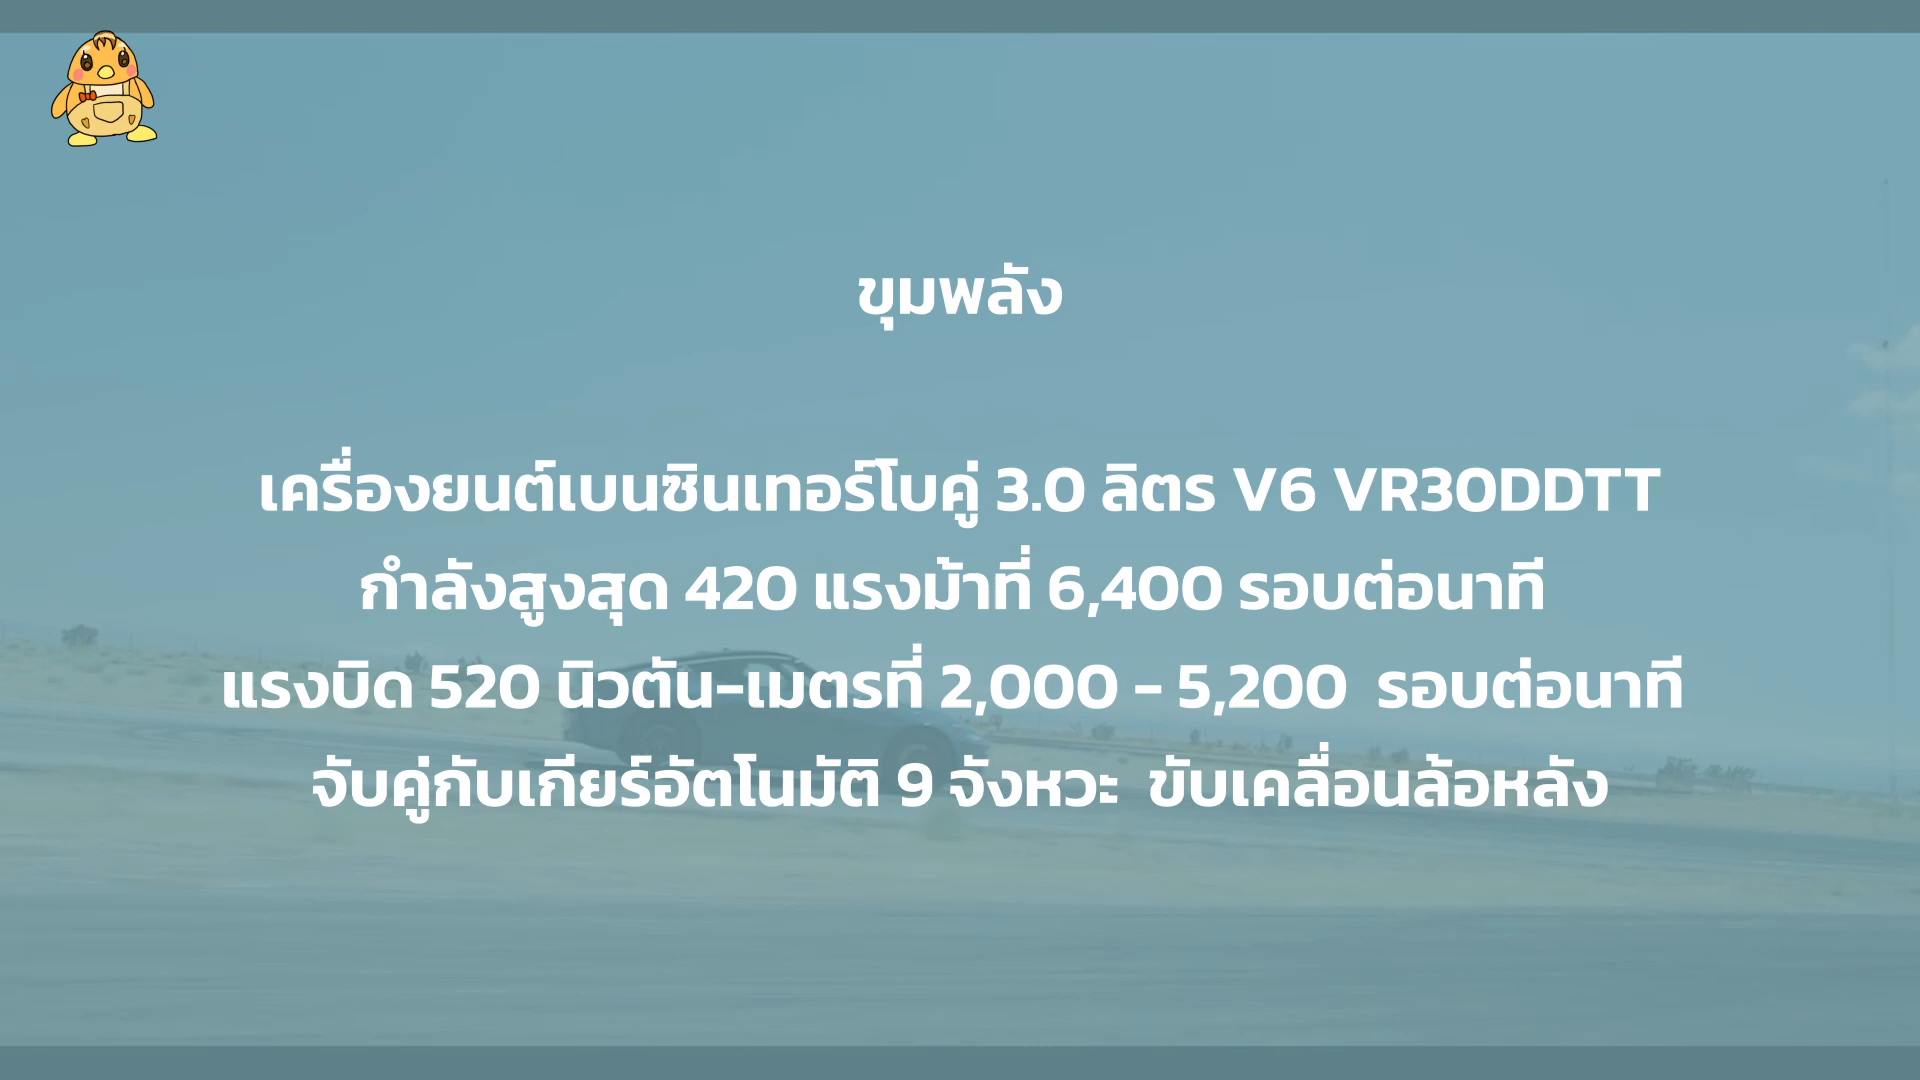 ขุมพลัง
เครื่องยนต์เบนซินเทอร์โบคู่ 3.0 ลิตร V6 VR30DDTT
กำลังสูงสุด 420 แรงม้าที่ 6,400 รอบต่อนาที
แรงบิด 520 นิวตัน-เมตรที่ 2,000 - 5,200 รอบต่อนาที
จับคู่กับเกียร์อัตโนมัติ 9 จังหวะ ขับเคลื่อนล้อหลัง